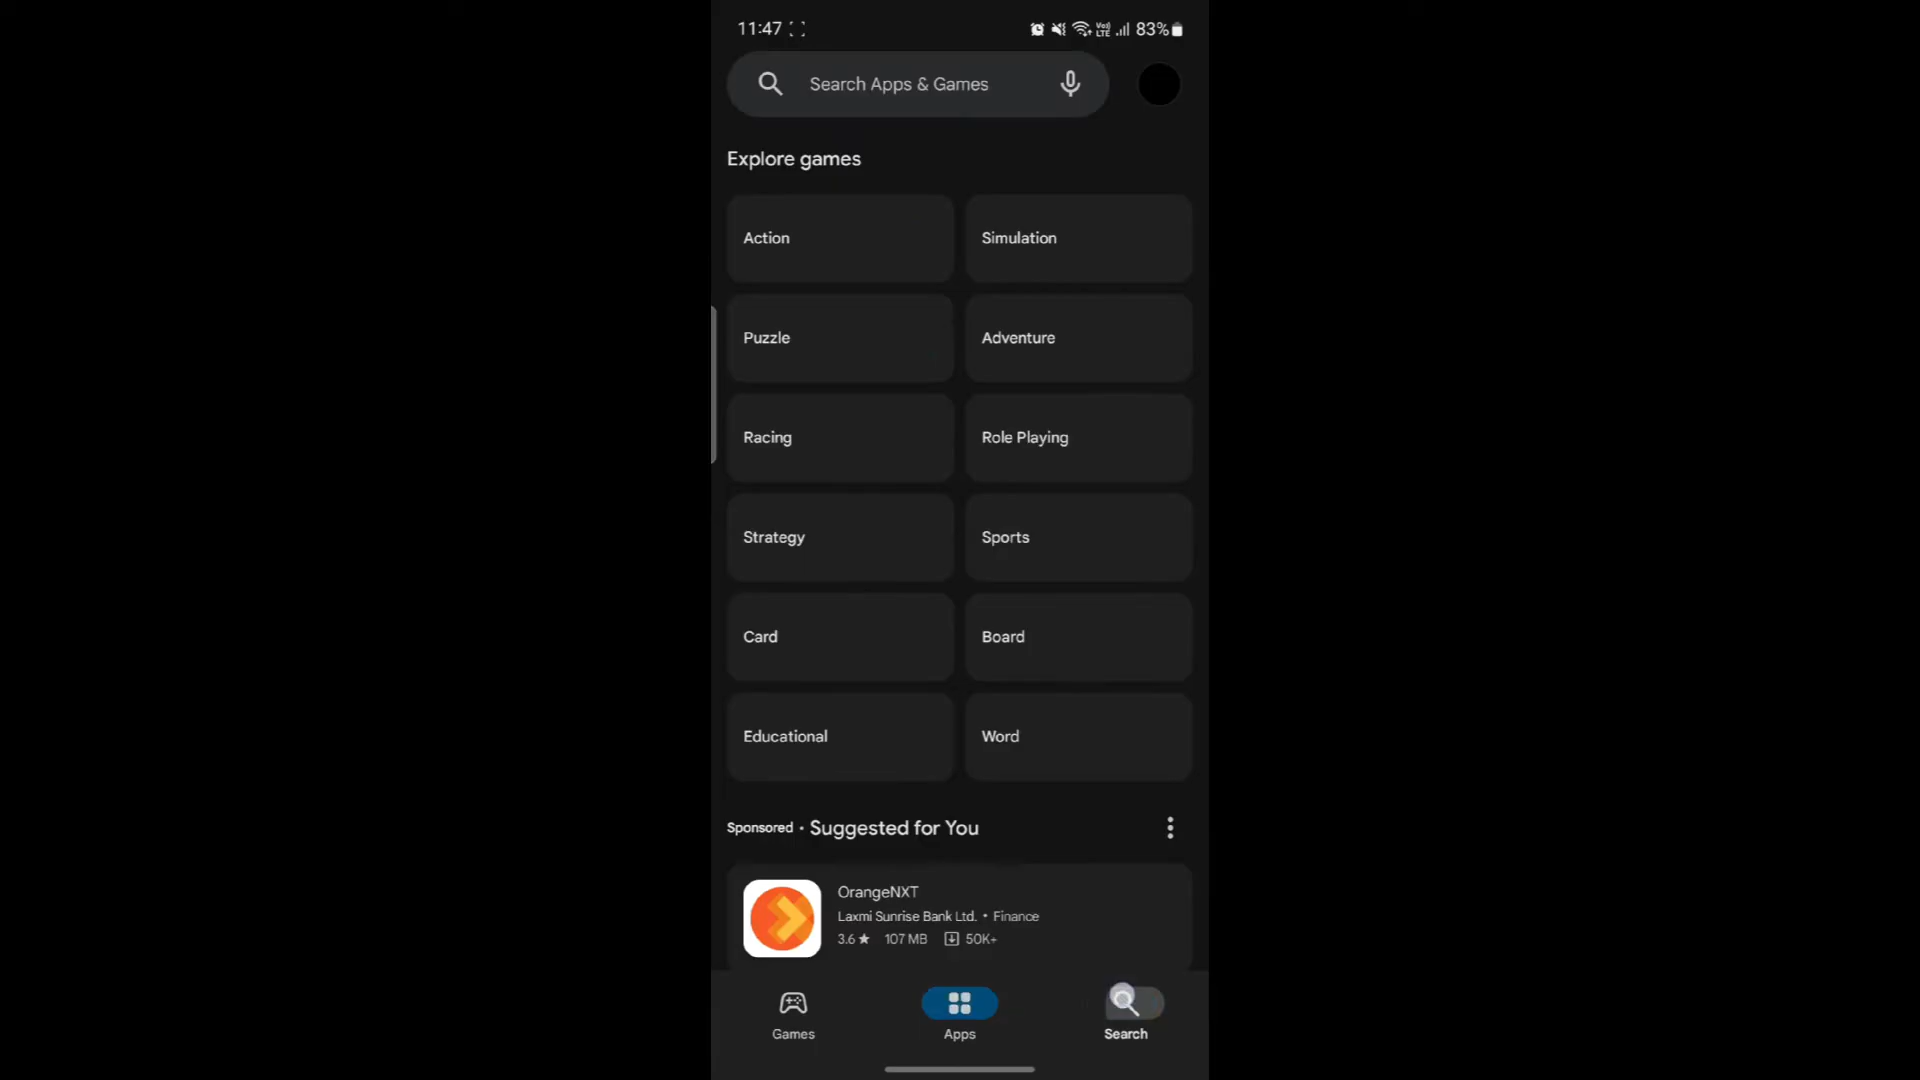 11:47
Vo) LTE 83%
Search Apps & Games
Explore games
Action
Simulation
Puzzle
Adventure
Racing
Role Playing
Strategy
Sports
Card
Board
Educational
Word
Sponsored • Suggested for You
OrangeNXT
Laxmi Sunrise Bank Ltd. • Finance
3.6★ 107 MB 50K+
Games
Apps
Search